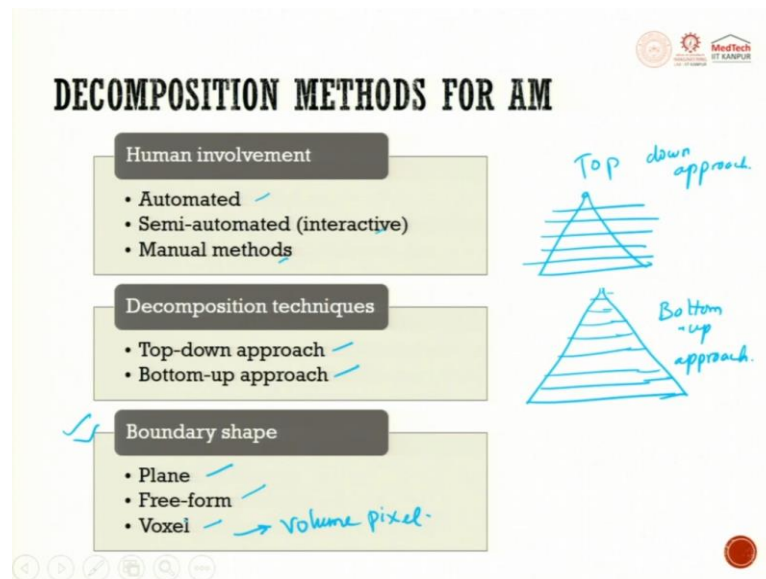 MedTech
IIT KANPUR
DECOMPOSITION METHODS FOR AM
Human involvement
• Automated
• Semi-automated (interactive)
• Manual methods
Top down
approach.
Decomposition techniques
• Top-down approach
• Bottom-up approach
Bottom
-up
approach.
Boundary shape
• Plane
• Free-form
• Voxel → Volume pixel.